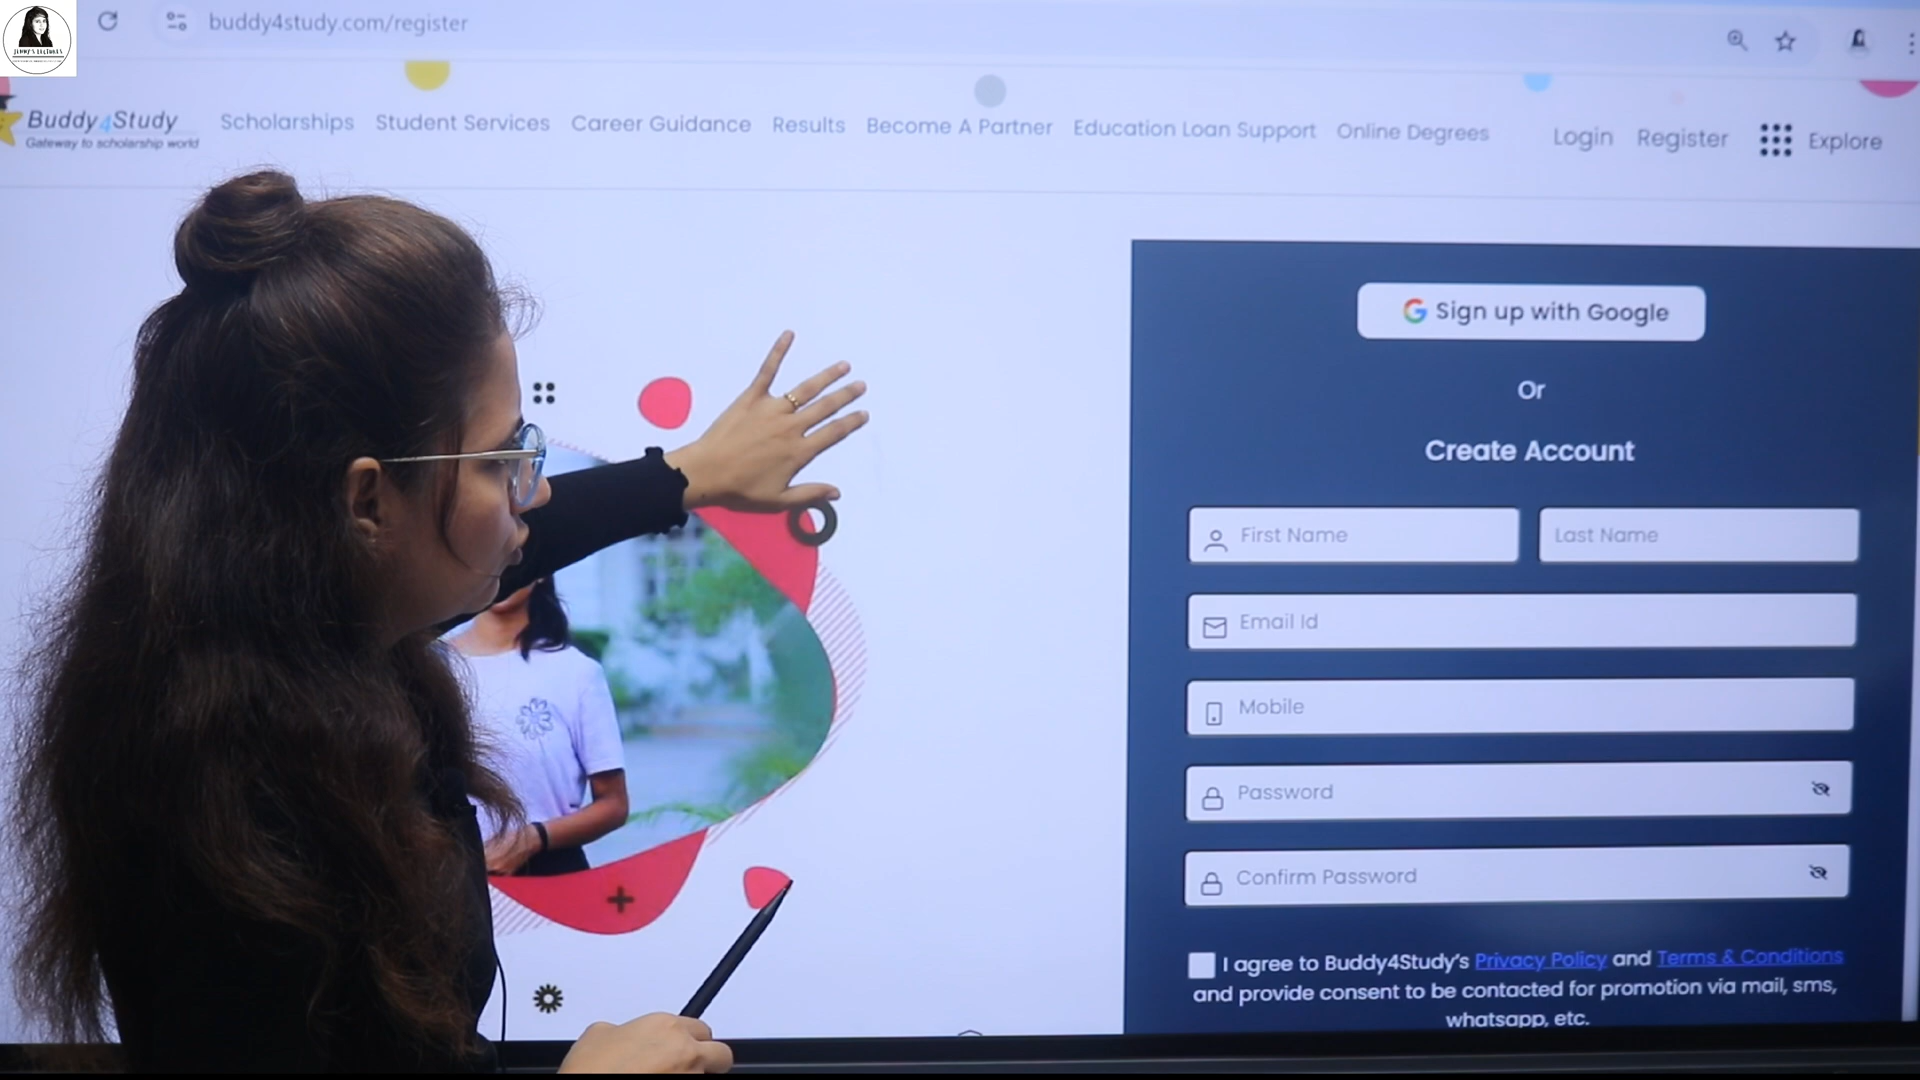 JENNY'S LECTURES
buddy4study.com/register
Buddy4Study
Gateway to scholarship world
Scholarships
Student Services
Career Guidance
Results
Become A Partner
Education Loan Support
Online Degrees
Login
Register
Explore
Sign up with Google
Or
Create Account
First Name
Last Name
Email Id
Mobile
Password
Confirm Password
I agree to Buddy4Study's Privacy Policy and Terms & Conditions
and provide consent to be contacted for promotion via mail, sms,
whatsapp, etc.